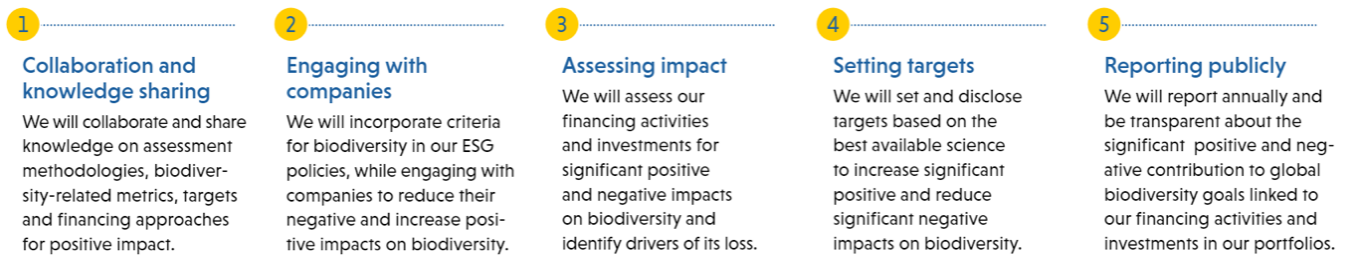 1
Collaboration and
knowledge sharing
We will collaborate and share
knowledge on assessment
methodologies, biodiver-
sity-related metrics, targets
and financing approaches
for positive impact.
2
Engaging with
companies
We will incorporate criteria
for biodiversity in our ESG
policies, while engaging with
companies to reduce their
negative and increase posi-
tive impacts on biodiversity.
3
Assessing impact
We will assess our
financing activities
and investments for
significant positive
and negative impacts
on biodiversity and
identify drivers of its loss.
4
Setting targets
We will set and disclose
targets based on the
best available science
to increase significant
positive and reduce
significant negative
impacts on biodiversity.
5
Reporting publicly
We will report annually and
be transparent about the
significant positive and neg-
ative contribution to global
biodiversity goals linked to
our financing activities and
investments in our portfolios.